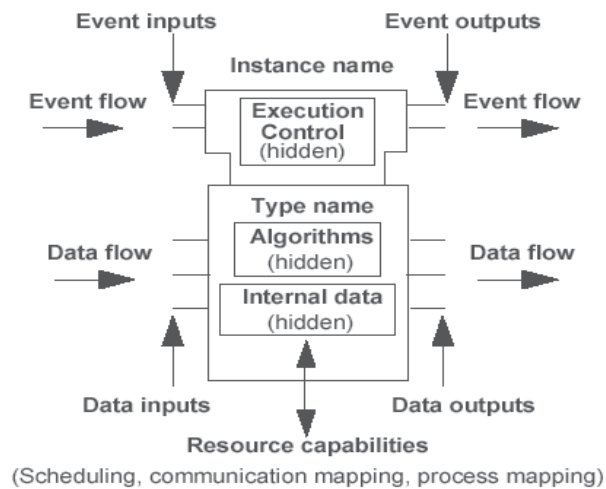 Event inputs
Event outputs
Instance name
Event flow
Execution
Control
(hidden)
Event flow
Type name
Algorithms
(hidden)
Data flow
Data flow
Internal data
(hidden)
Data inputs
Data outputs
Resource capabilities
(Scheduling, communication mapping, process mapping)